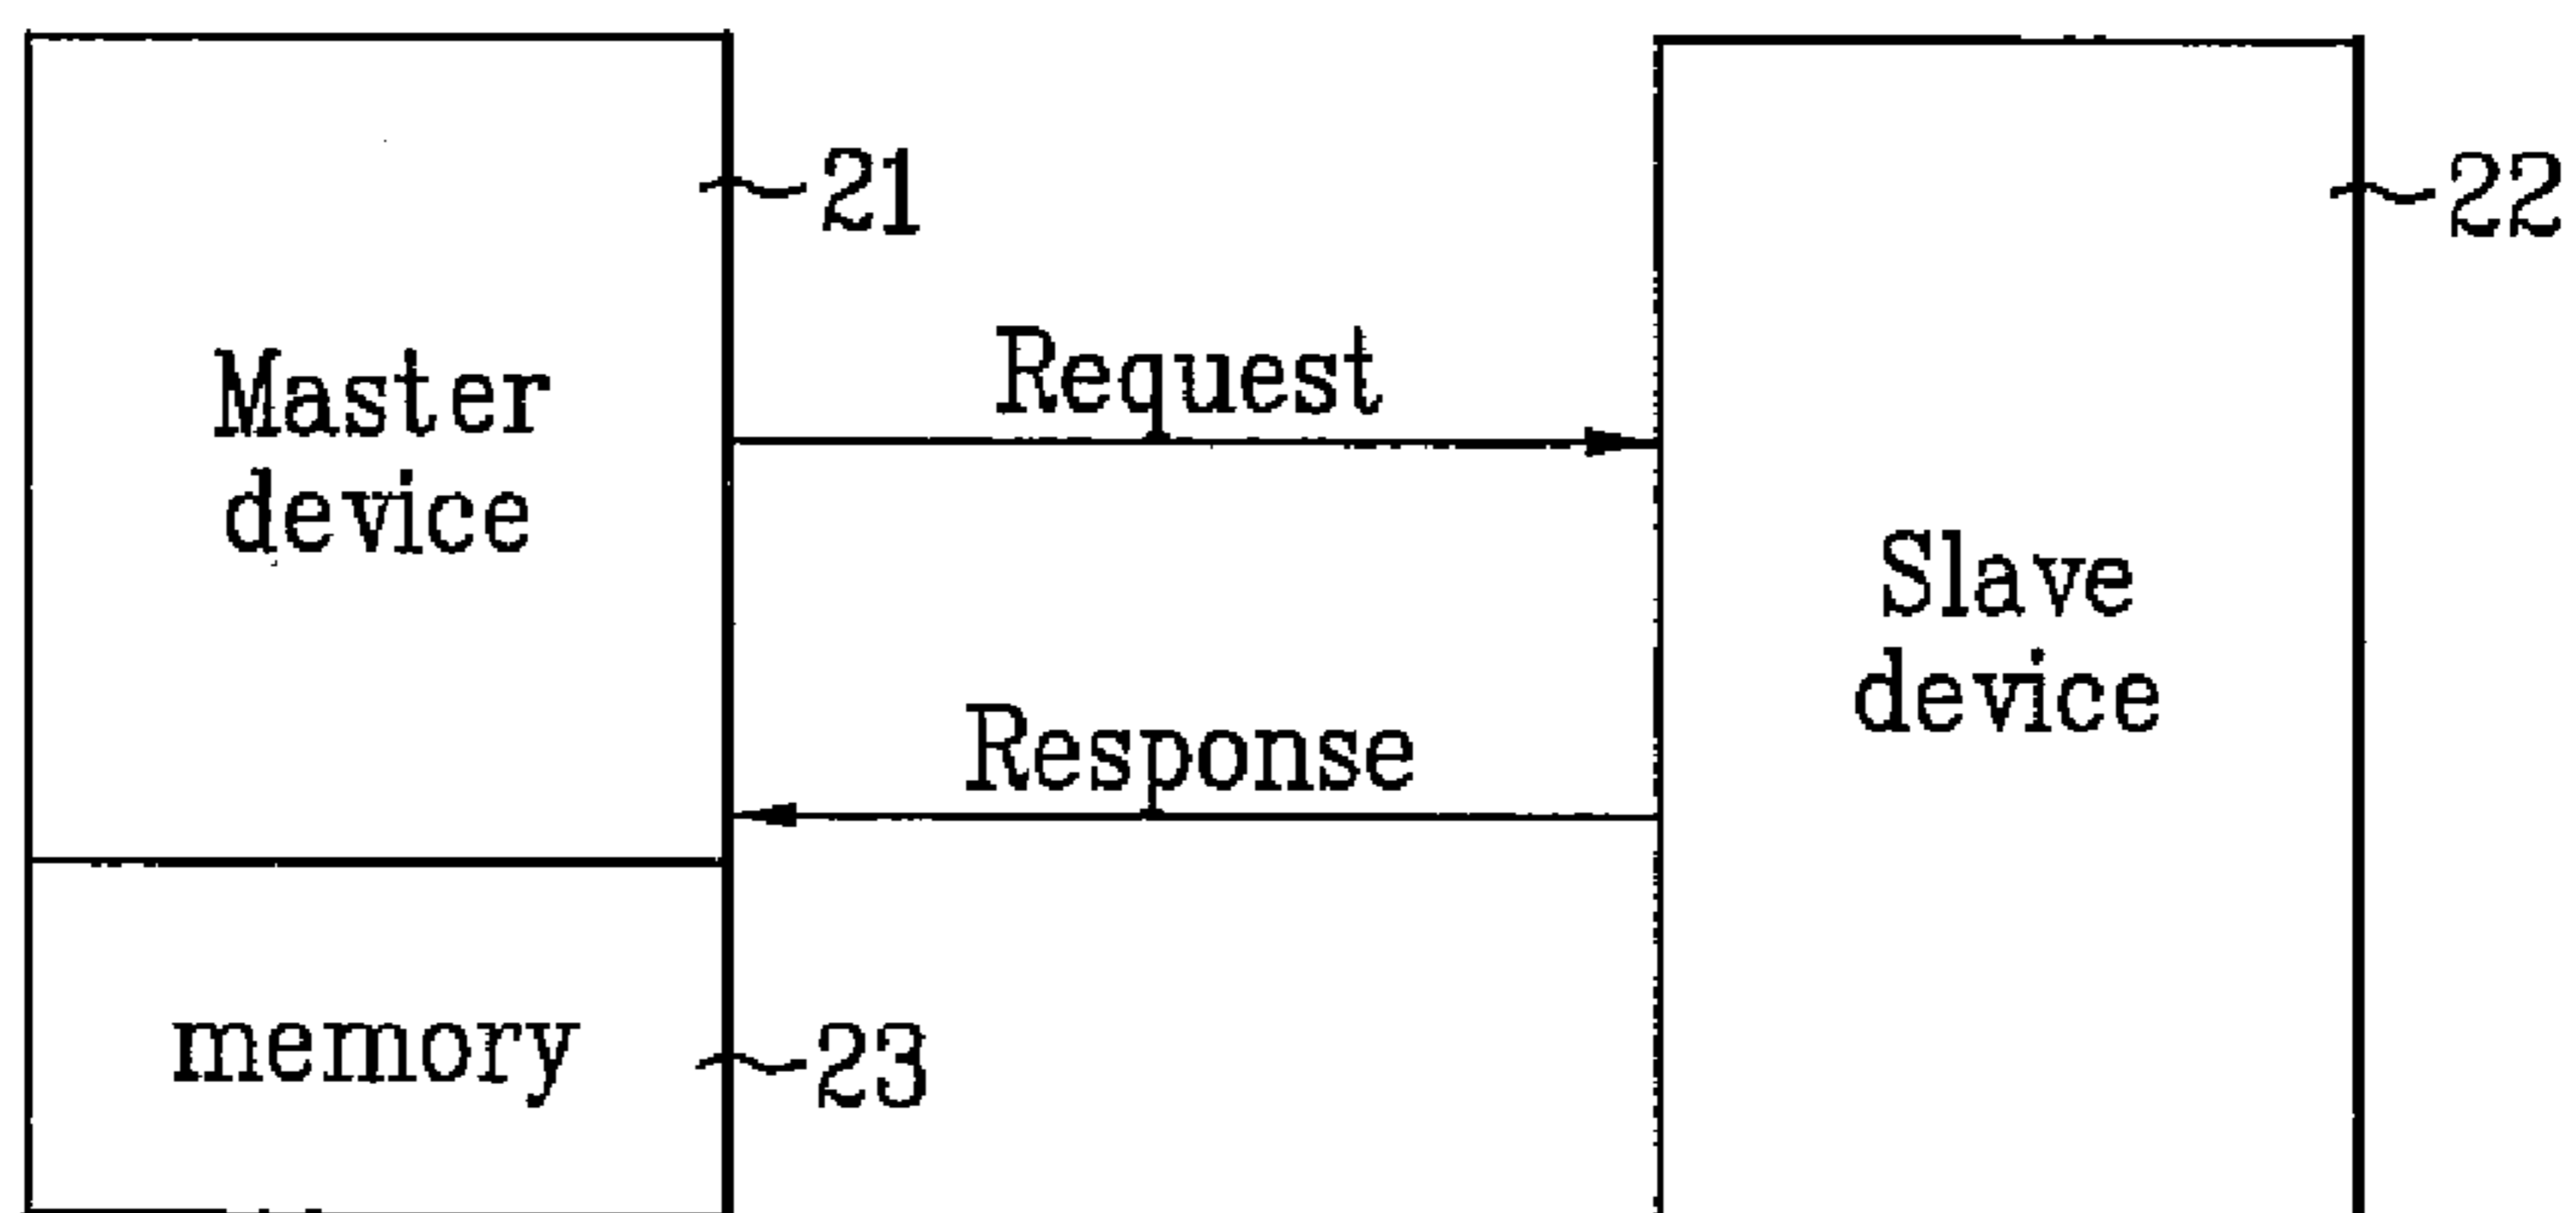 21
22
Master
device
Request
Slave
device
Response
memory
23